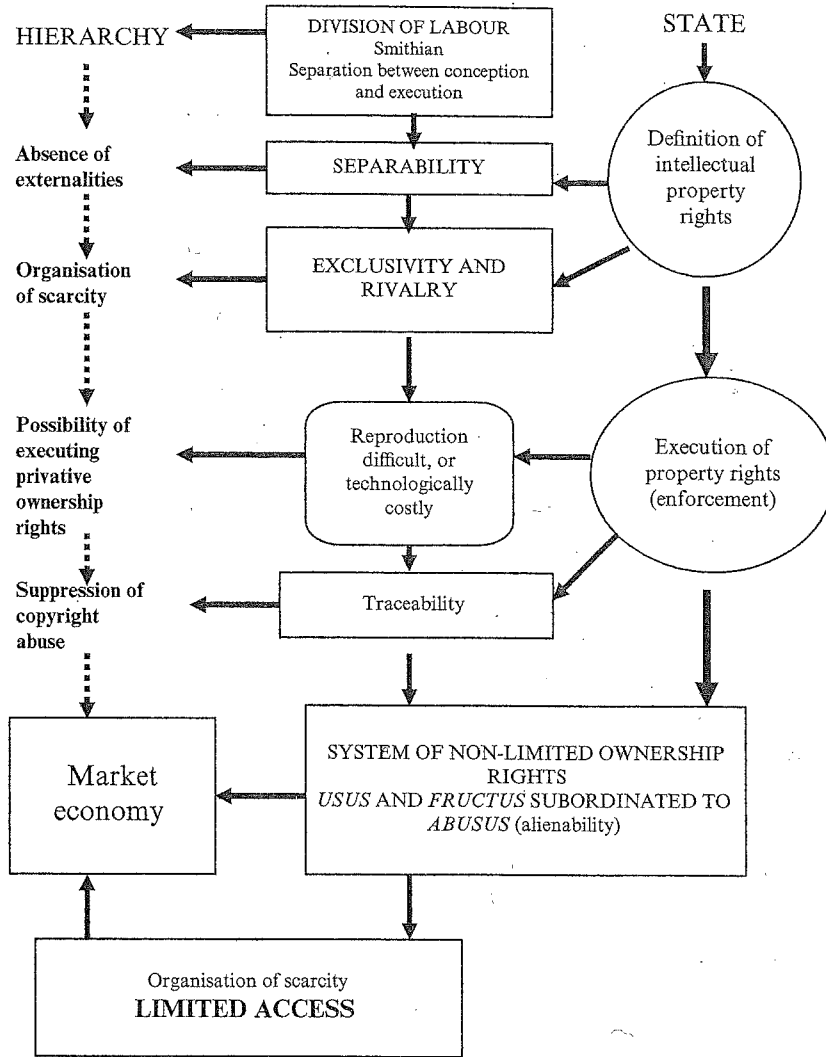 HIERARCHY
DIVISION OF LABOUR
Smithian
Separation between conception
and execution
STATE
Absence of
externalities
SEPARABILITY
Definition of
intellectual
property
rights
Organisation
of scarcity
EXCLUSIVITY AND
RIVALRY
Possibility of
executing
privative
ownership
rights
Reproduction
difficult, or
technologically
costly
Execution of
property rights
(enforcement)
Suppression of
copyright
abuse
Traceability
Market
economy
SYSTEM OF NON-LIMITED OWNERSHIP
RIGHTS
USUS AND FRUCTUS SUBORDINATED TO
ABUSUS (alienability)
Organisation of scarcity
LIMITED ACCESS